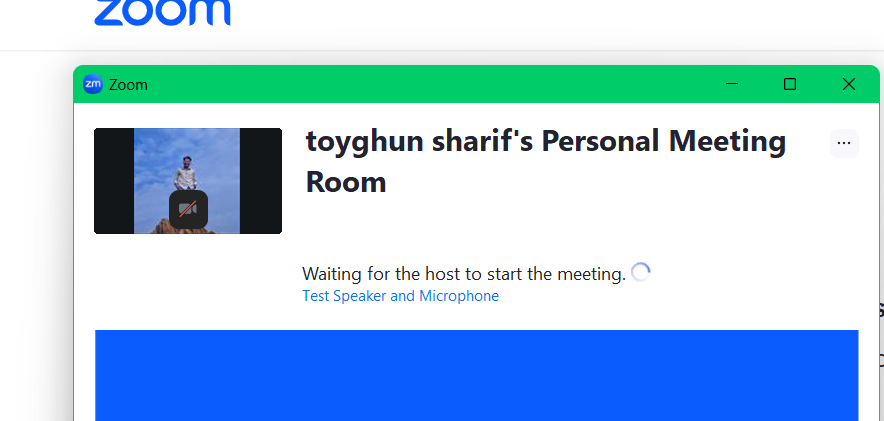 zoom
zm Zoom
toyghun sharif's Personal Meeting
Room
Waiting for the host to start the meeting.
Test Speaker and Microphone